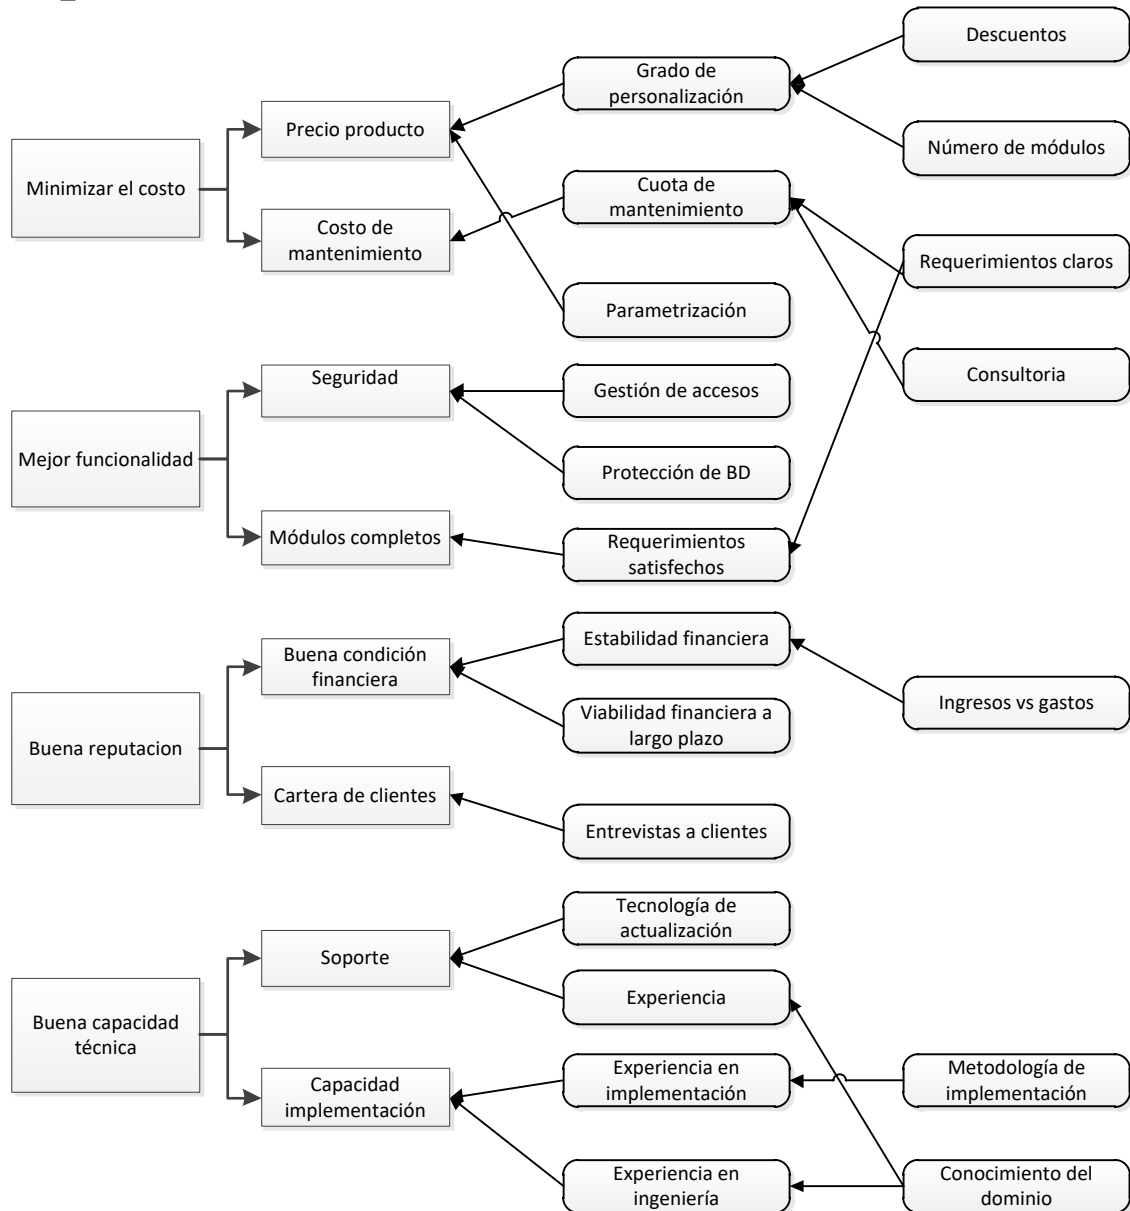 Descuentos
Grado de
personalización
Precio producto
Número de módulos
Minimizar el costo
Cuota de
mantenimiento
Costo de
mantenimiento
Requerimientos claros
Parametrización
Seguridad
Gestión de accesos
Consultoria
Mejor funcionalidad
Protección de BD
Módulos completos
Requerimientos
satisfechos
Buena condición
financiera
Estabilidad financiera
Ingresos vs gastos
Viabilidad financiera a
largo plazo
Buena reputacion
Cartera de clientes
Entrevistas a clientes
Tecnología de
actualización
Soporte
Experiencia
Buena capacidad
técnica
Capacidad
implementación
Experiencia en
implementación
Metodología de
implementación
Experiencia en
ingeniería
Conocimiento del
dominio